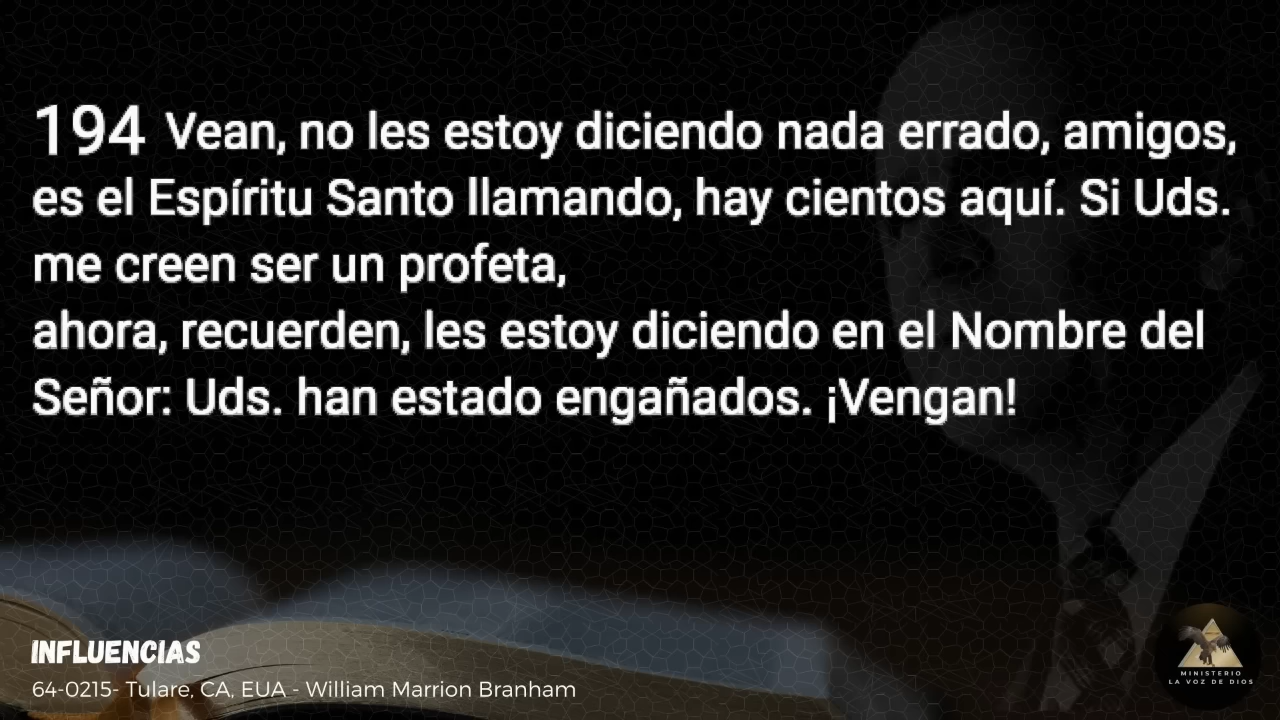 194 Vean, no les estoy diciendo nada errado, amigos,
es el Espíritu Santo llamando, hay cientos aquí. Si Uds.
me creen ser un profeta,
ahora, recuerden, les estoy diciendo en el Nombre del
Señor: Uds. han estado engañados. ¡Vengan!
INFLUENCIAS
64-0215- Tulare, CA, EUA - William Marrion Branham
MINISTERIO
LA VOZ DE DIOS